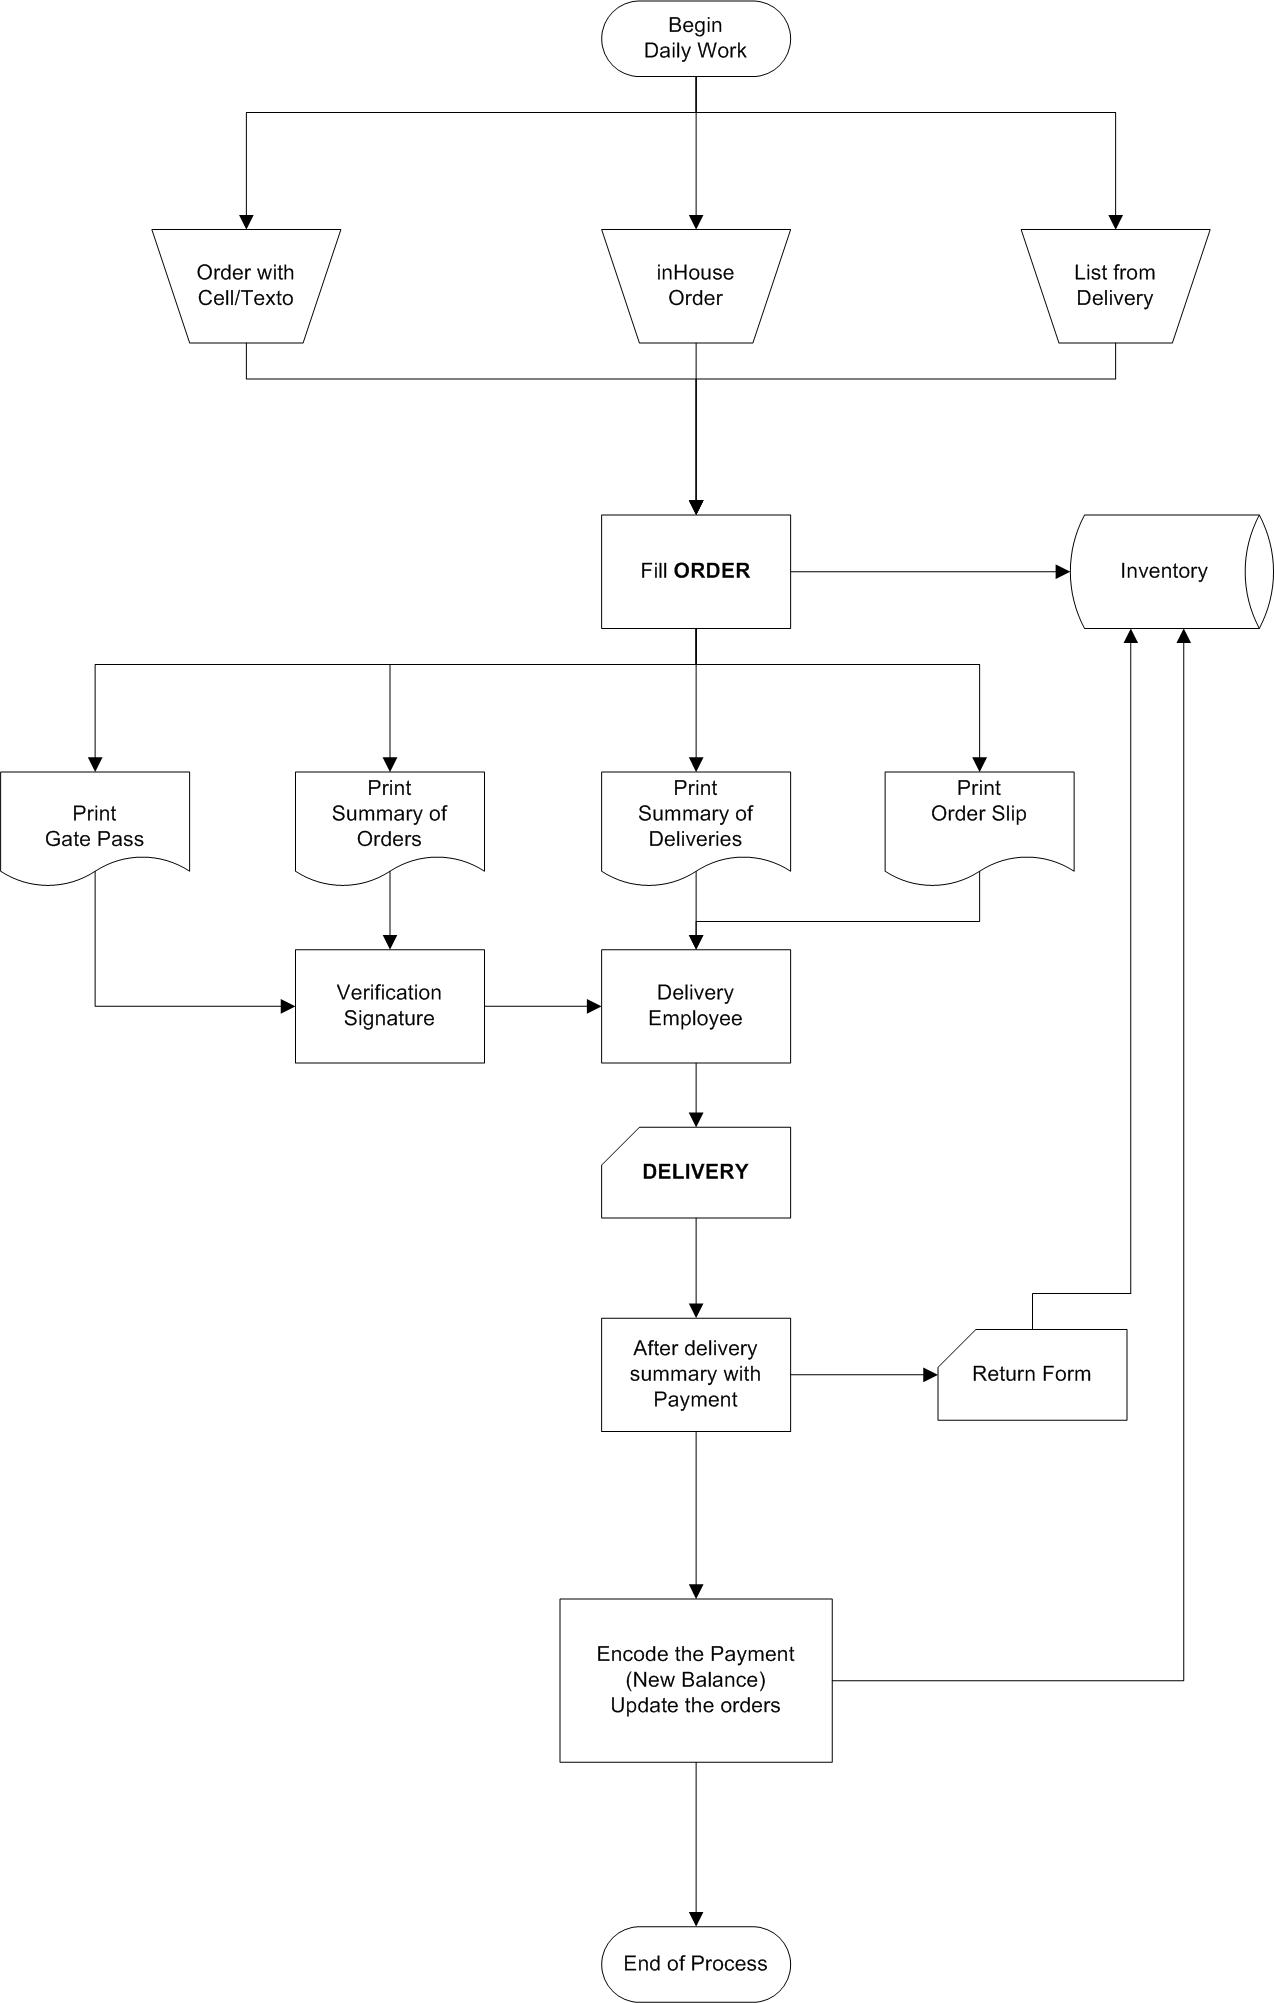 Begin
Daily Work
Order with
Cell/Texto
inHouse
Order
List from
Delivery
Fill ORDER
Inventory
Print
Gate Pass
Print
Summary of
Orders
Print
Summary of
Deliveries
Print
Order Slip
Verification
Signature
Delivery
Employee
DELIVERY
After delivery
summary with
Payment
Return Form
Encode the Payment
(New Balance)
Update the orders
End of Process